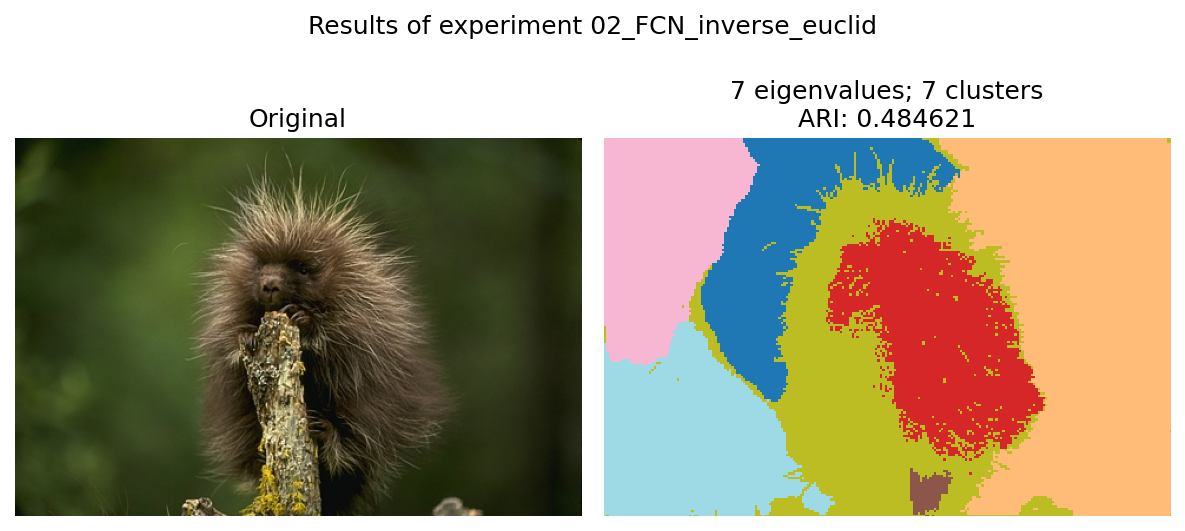 Results of experiment 02_FCN_inverse_euclid
Original
7 eigenvalues; 7 clusters
ARI: 0.484621